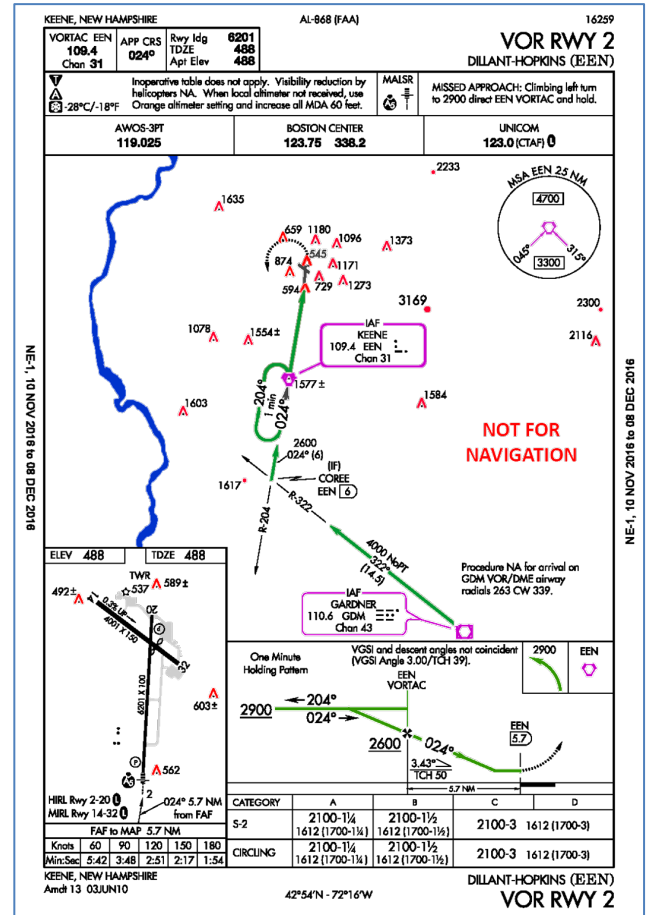 KEENE, NEW HAMPSHIRE AL-868 (FAA) 16259
VORTAC EEN
109.4
Chan 31
APP CRS
024°
Rwy ldg 6201
TDZE 488
Apt Elev 488
VOR RWY 2
DILLANT-HOPKINS (EEN)
T
A
-28°C/-18°F
Inoperative table does not apply. Visibility reduction by
helicopters NA. When local altimeter not received, use
Orange altimeter setting and increase all MDA 60 feet.
MALSR
A5
MISSED APPROACH: Climbing left turn
to 2900 direct EEN VORTAC and hold.
AWOS-3PT
119.025
BOSTON CENTER
123.75 338.2
UNICOM
123.0 (CTAF) L
2233
MSA EEN 25 NM
4700
045°
315°
3300
1635
659
1180
1096
1373
545
874
1171
594
729
1273
3169
2300
1078
1554±
2116
IAF
KEENE
109.4 EEN
Chan 31
1577±
204°
1 min
024°
1603
1584
NOT FOR
NAVIGATION
2600
024° (6)
(IF)
COREE
EEN 6
1617
R-322
R-204
4000 NoPT
322°
(14.5)
Procedure NA for arrival on
GDM VOR/DME airway
radials 263 CW 339.
IAF
GARDNER
110.6 GDM
Chan 43
NE-1, 10 NOV 2016 to 08 DEC 2016
NE-1, 10 NOV 2016 to 08 DEC 2016
ELEV 488
TDZE 488
TWR
537
589±
492±
20
0.3% UP
4001 X 150
32
6201 X 100
603±
P
562
A5
2
HIRL Rwy 2-20 L
MIRL Rwy 14-32 L
024° 5.7 NM
from FAF
FAF to MAP 5.7 NM
Knots 60 90 120 150 180
Min:Sec 5:42 3:48 2:51 2:17 1:54
One Minute
Holding Pattern
VGSI and descent angles not coincident
(VGSI Angle 3.00/TCH 39).
2900
EEN
EEN
VORTAC
2900
204°
024°
2600
024°
EEN
5.7
3.43°
TCH 50
5.7 NM
CATEGORY A B C D
S-2
2100-1¼
1612 (1700-1¼)
2100-1½
1612 (1700-1½)
2100-3 1612 (1700-3)
CIRCLING
2100-1¼
1612 (1700-1¼)
2100-1½
1612 (1700-1½)
2100-3 1612 (1700-3)
KEENE, NEW HAMPSHIRE
Amdt 13 03JUN10
42°54'N - 72°16'W
DILLANT-HOPKINS (EEN)
VOR RWY 2